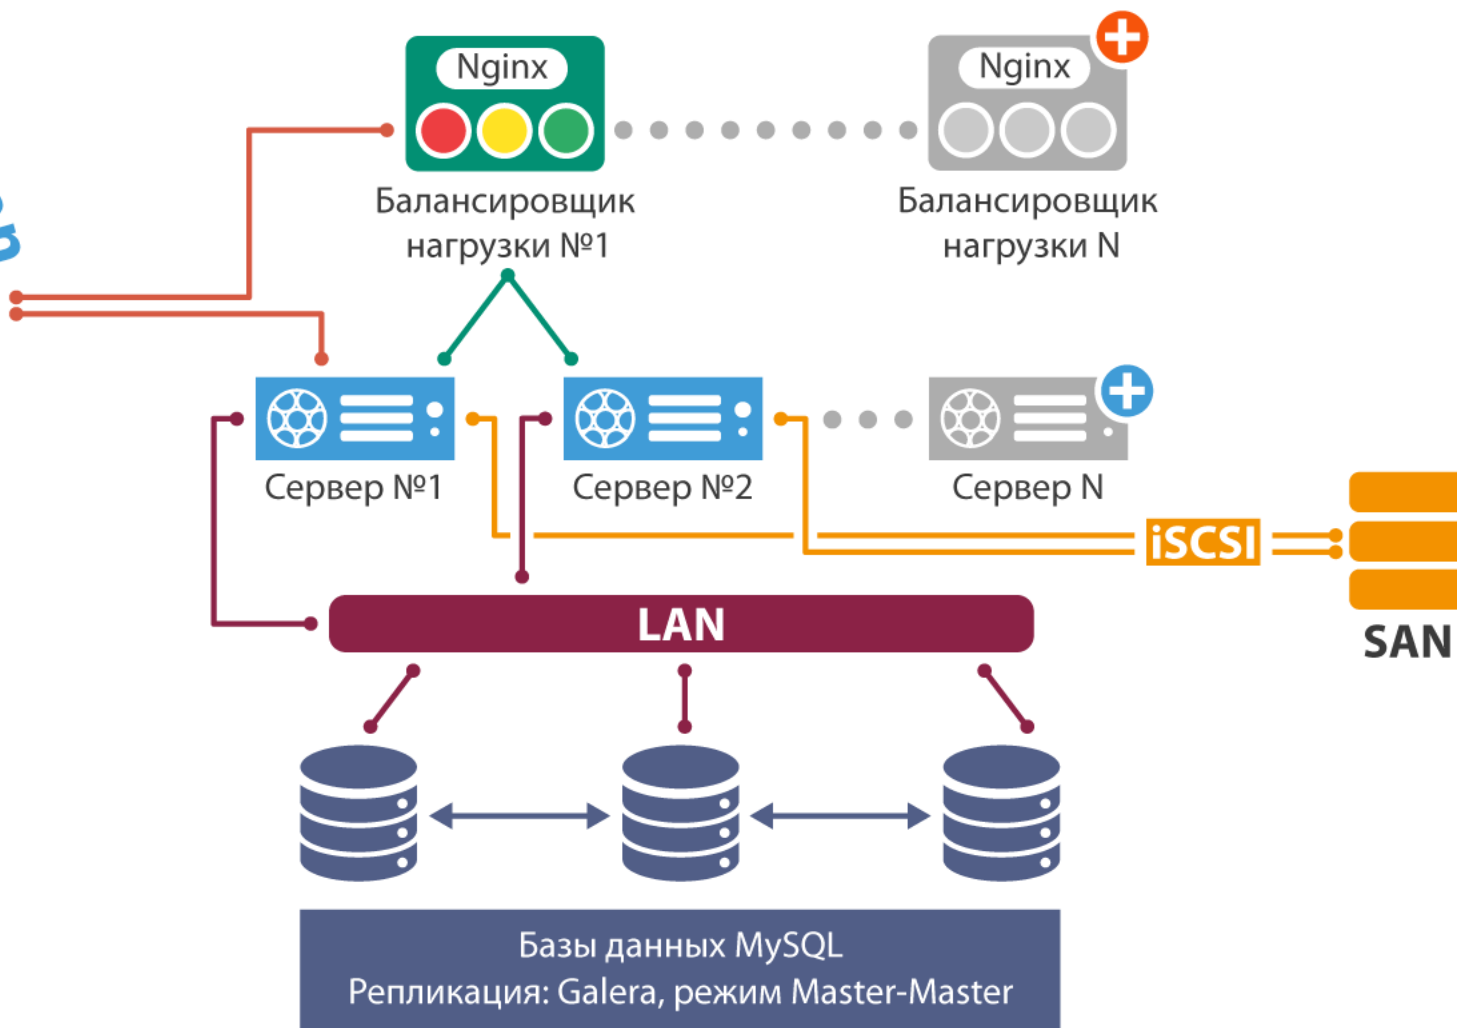 Nginx
Nginx
Балансировщик
нагрузки №1
Балансировщик
нагрузки N
Сервер №1
Сервер №2
Сервер N
iSCSI
LAN
SAN
Базы данных MySQL
Репликация: Galera, режим Master-Master